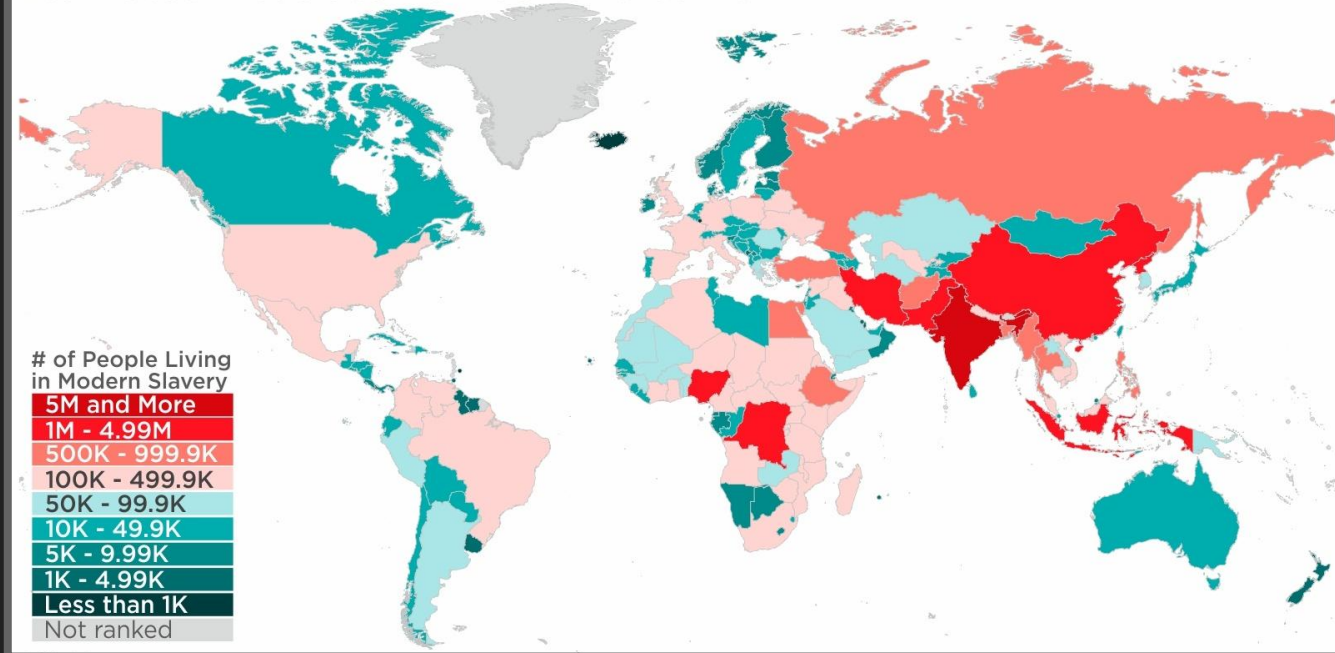 # of People Living
in Modern Slavery
5M and More
1M - 4.99M
500K - 999.9K
100K - 499.9K
50K - 99.9K
10K - 49.9K
5K - 9.99K
1K - 4.99K
Less than 1K
Not ranked